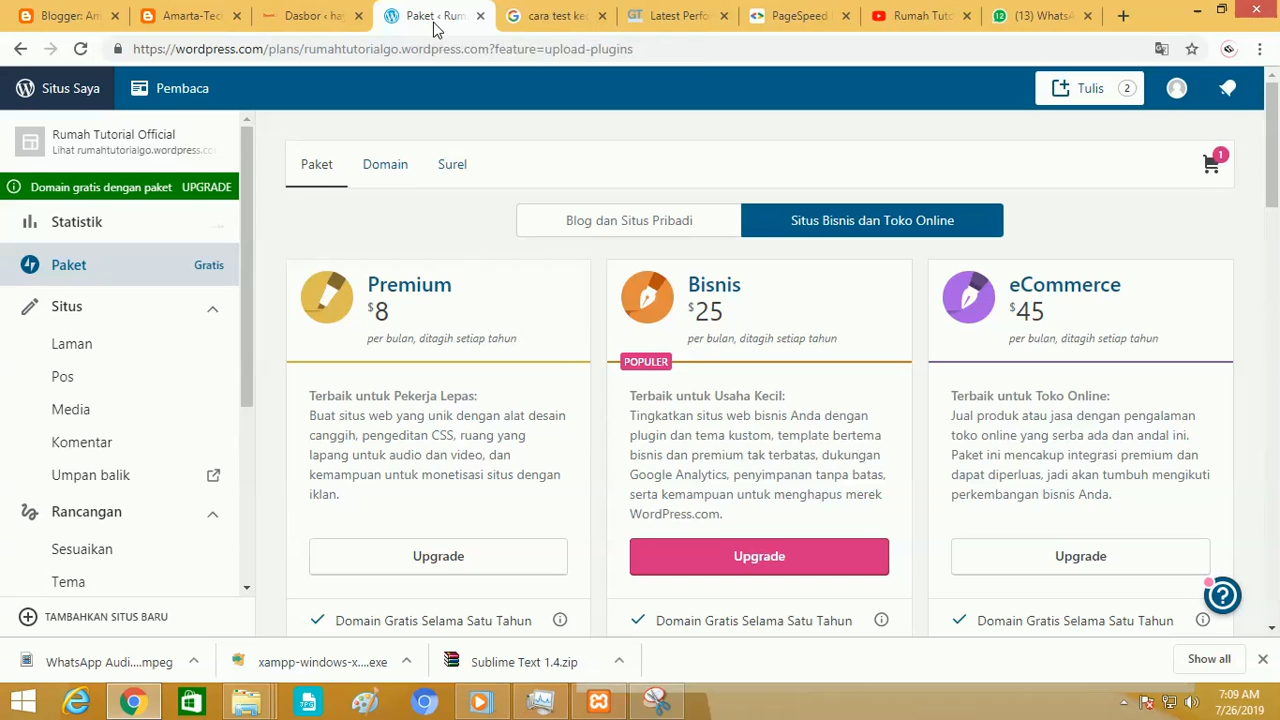 Blogger: Am
Amarta-Tec
Dasbor ‹ ha
Paket ‹ Rum
cara test ke
Latest Perfo
PageSpeed I
Rumah Tuto
(13) WhatsA
https://wordpress.com/plans/rumahtutorialgo.wordpress.com?feature=upload-plugins
Situs Saya
Pembaca
Tulis 2
Rumah Tutorial Official
Lihat rumahtutorialgo.wordpress.co
Domain gratis dengan paket UPGRADE
Statistik
Paket Gratis
Situs
Laman
Pos
Media
Komentar
Umpan balik
Rancangan
Sesuaikan
Tema
TAMBAHKAN SITUS BARU
Paket Domain Surel
1
Blog dan Situs Pribadi
Situs Bisnis dan Toko Online
Premium
$8
per bulan, ditagih setiap tahun
Terbaik untuk Pekerja Lepas:
Buat situs web yang unik dengan alat desain
canggih, pengeditan CSS, ruang yang
lapang untuk audio dan video, dan
kemampuan untuk monetisasi situs dengan
iklan.
Upgrade
Domain Gratis Selama Satu Tahun
Bisnis
$25
per bulan, ditagih setiap tahun
POPULER
Terbaik untuk Usaha Kecil:
Tingkatkan situs web bisnis Anda dengan
plugin dan tema kustom, template bertema
bisnis dan premium tak terbatas, dukungan
Google Analytics, penyimpanan tanpa batas,
serta kemampuan untuk menghapus merek
WordPress.com.
Upgrade
Domain Gratis Selama Satu Tahun
eCommerce
$45
per bulan, ditagih setiap tahun
Terbaik untuk Toko Online:
Jual produk atau jasa dengan pengalaman
toko online yang serba ada dan andal ini.
Paket ini mencakup integrasi premium dan
dapat diperluas, jadi akan tumbuh mengikuti
perkembangan bisnis Anda.
Upgrade
Domain Gratis Selama Satu Tahun
WhatsApp Audi....mpeg
xampp-windows-x....exe
Sublime Text 1.4.zip
Show all
7:09 AM
7/26/2019